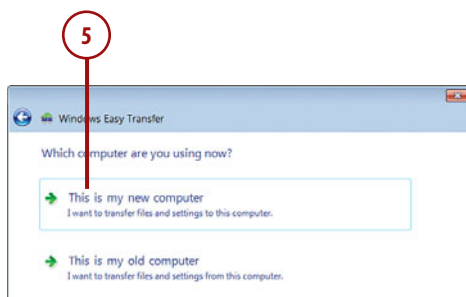 5
Windows Easy Transfer
Which computer are you using now?
This is my new computer
I want to transfer files and settings to this computer.
This is my old computer
I want to transfer files and settings from this computer.